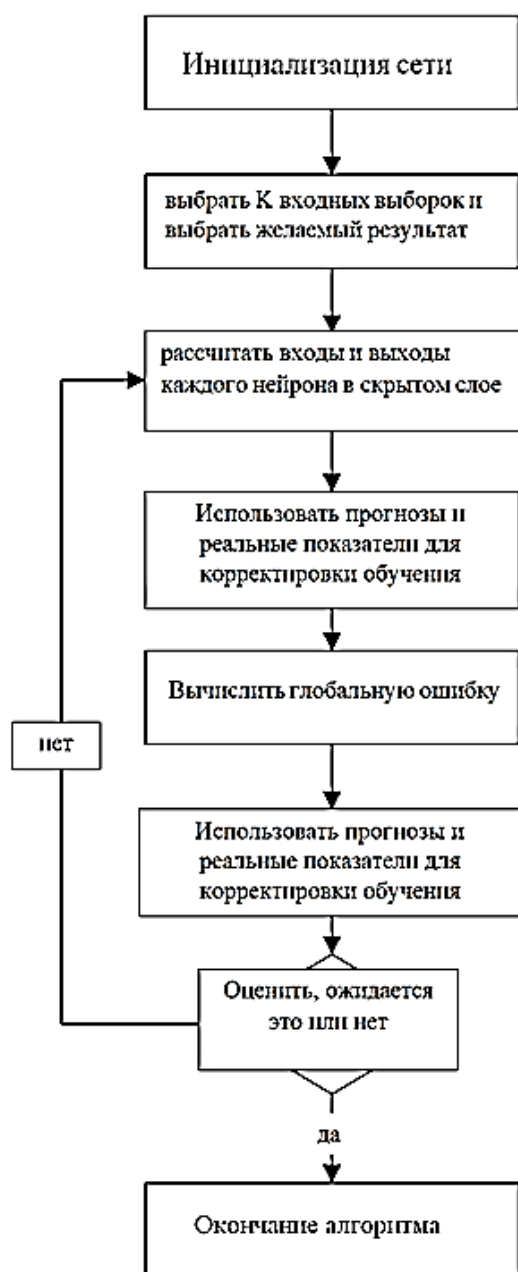 Инициализация сети
выбрать K входных выборок и
выбрать желаемый результат
рассчитать входы и выходы
каждого нейрона в скрытом слое
Использовать прогнозы и
реальные показатели для
корректировки обучения
Вычислить глобальную ошибку
нет
Использовать прогнозы и
реальные показатели для
корректировки обучения
Оценить, ожидается
это или нет
да
Окончание алгоритма